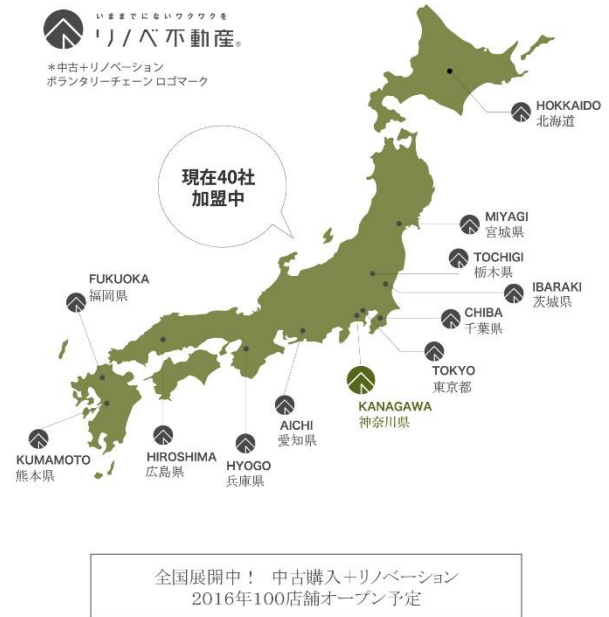 いままでにないワクワクを
リノベ不動産®
＊中古＋リノベーション
ボランタリーチェーン ロゴマーク
現在40社
加盟中
HOKKAIDO
北海道
MIYAGI
宮城県
TOCHIGI
栃木県
IBARAKI
茨城県
CHIBA
千葉県
TOKYO
東京都
KANAGAWA
神奈川県
AICHI
愛知県
HYOGO
兵庫県
HIROSHIMA
広島県
FUKUOKA
福岡県
KUMAMOTO
熊本県
全国展開中！ 中古購入＋リノベーション
2016年100店舗オープン予定